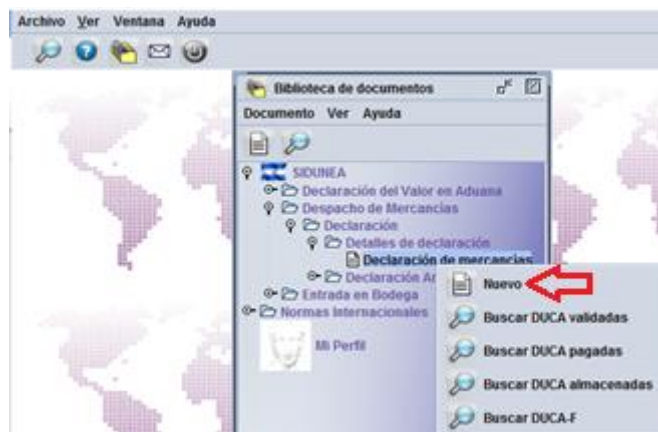 Archivo Ver Ventana Ayuda
Biblioteca de documentos
Documento Ver Ayuda
SIDUNEA
Declaración del Valor en Aduana
Despacho de Mercancias
Declaración
Detalles de declaración
Declaración de mercancias
Declaración Ar
Entrada en Bodega
Normas Internacionales
Mi Perfil
Nuevo
Buscar DUCA validadas
Buscar DUCA pagadas
Buscar DUCA almacenadas
Buscar DUCA-F